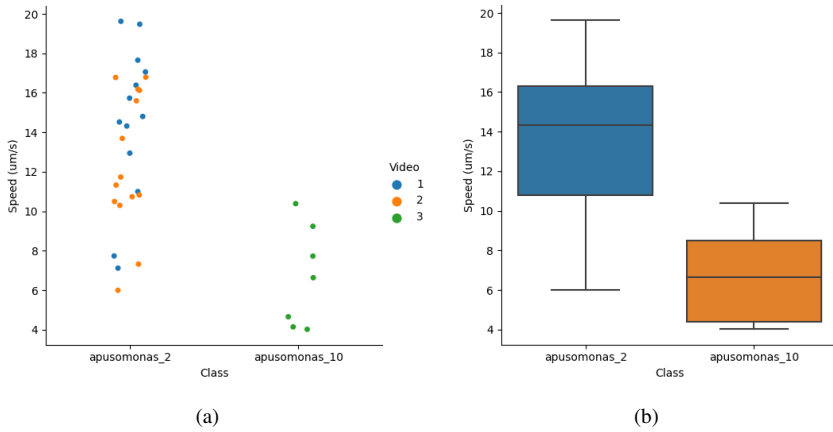 20
18
16
14
12
10
8
6
4
Speed (um/s)
apusomonas_2
apusomonas_10
Class
Video
1
2
3
(a)
20
18
16
14
12
10
8
6
4
Speed (um/s)
apusomonas_2
apusomonas_10
Class
(b)